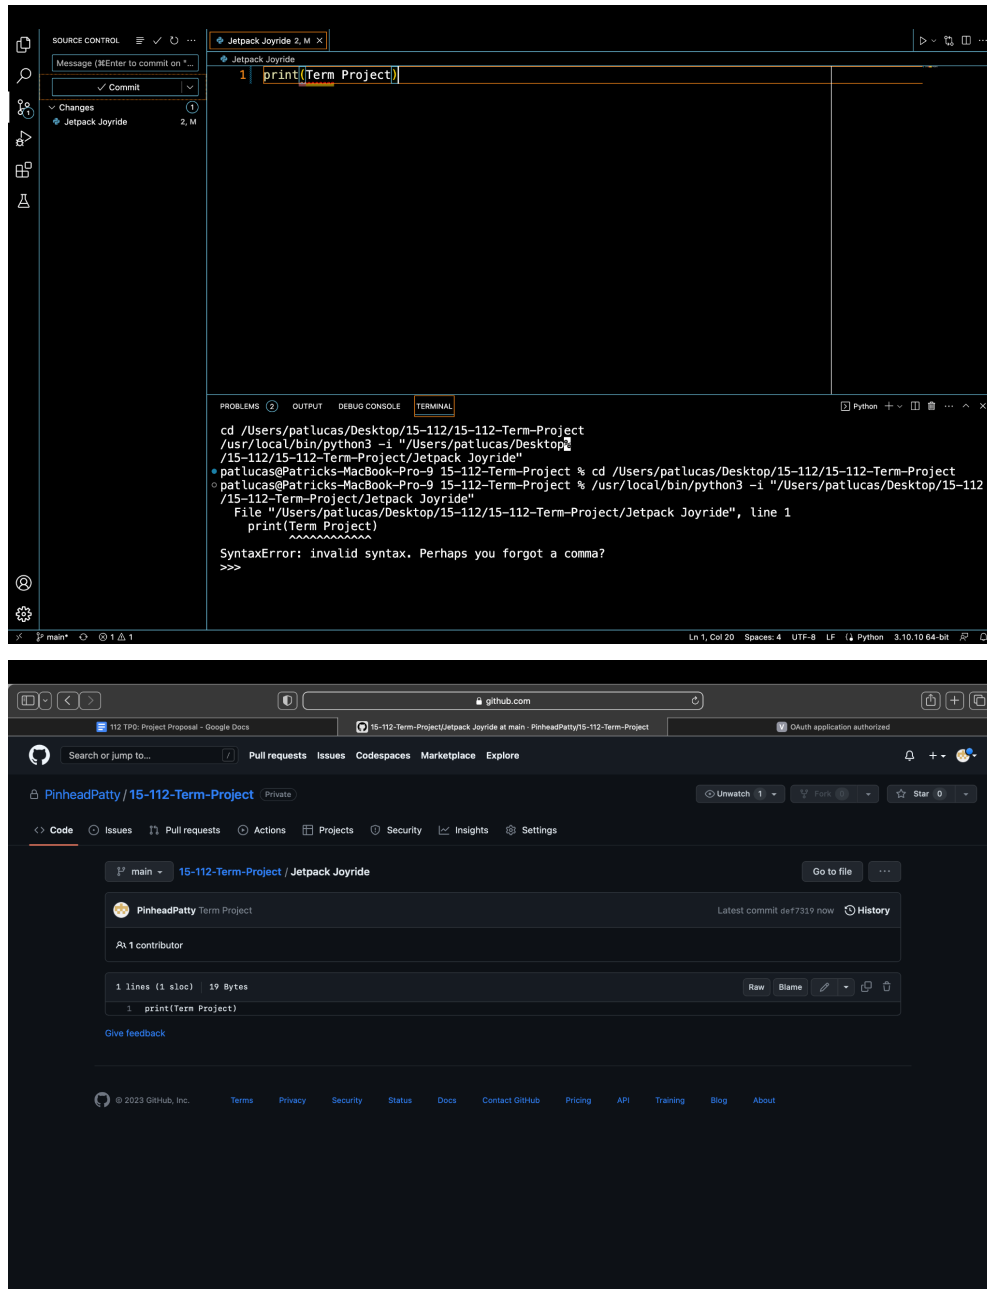 SOURCE CONTROL
Jetpack Joyride 2, M
Message (⌘Enter to commit on "...
Jetpack Joyride
Commit
1 print(Term Project)
Changes 1
Jetpack Joyride 2, M
1
PROBLEMS 2 OUTPUT DEBUG CONSOLE TERMINAL
Python
cd /Users/patlucas/Desktop/15-112/15-112-Term-Project
/usr/local/bin/python3 -i "/Users/patlucas/Desktop%
/15-112/15-112-Term-Project/Jetpack Joyride"
patlucas@Patricks-MacBook-Pro-9 15-112-Term-Project % cd /Users/patlucas/Desktop/15-112/15-112-Term-Project
patlucas@Patricks-MacBook-Pro-9 15-112-Term-Project % /usr/local/bin/python3 -i "/Users/patlucas/Desktop/15-112
/15-112-Term-Project/Jetpack Joyride"
File "/Users/patlucas/Desktop/15-112/15-112-Term-Project/Jetpack Joyride", line 1
print(Term Project)
^^^^^^^^^^^^
SyntaxError: invalid syntax. Perhaps you forgot a comma?
>>>
main* 1 1
Ln 1, Col 20 Spaces: 4 UTF-8 LF Python 3.10.10 64-bit
github.com
112 TP0: Project Proposal - Google Docs
15-112-Term-Project/Jetpack Joyride at main · PinheadPatty/15-112-Term-Project
V OAuth application authorized
Search or jump to... /
Pull requests Issues Codespaces Marketplace Explore
PinheadPatty / 15-112-Term-Project Private
Unwatch 1 Fork 0 Star 0
Code Issues Pull requests Actions Projects Security Insights Settings
main 15-112-Term-Project / Jetpack Joyride
Go to file ...
PinheadPatty Term Project
Latest commit def7319 now History
1 contributor
1 lines (1 sloc) 19 Bytes
Raw Blame
1 print(Term Project)
Give feedback
© 2023 GitHub, Inc. Terms Privacy Security Status Docs Contact GitHub Pricing API Training Blog About